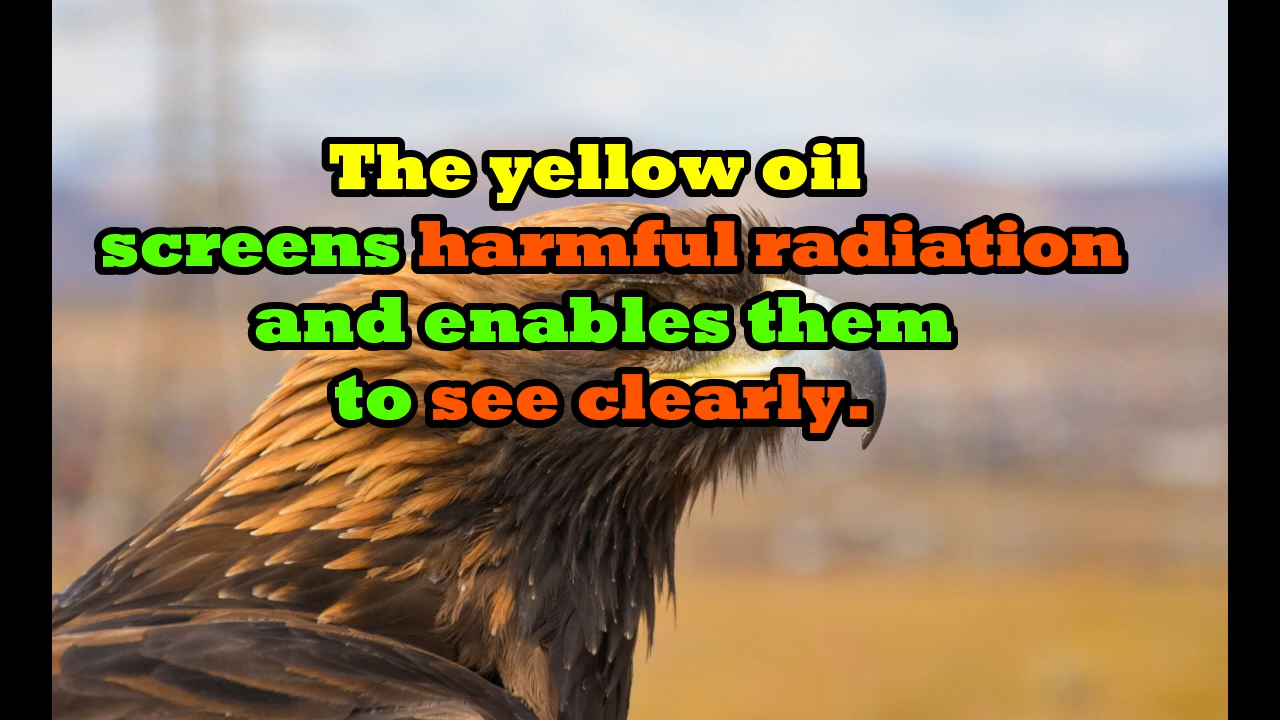 The yellow oil
screens harmful radiation
and enables them
to see clearly.